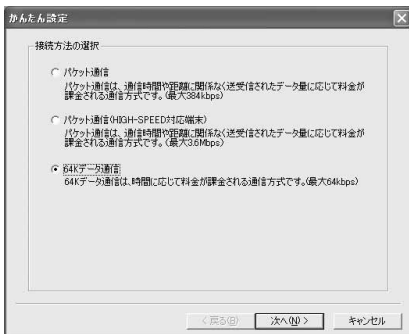 かんたん設定
接続方法の選択
パケット通信
パケット通信は、通信時間や距離に関係なく送受信されたデータ量に応じて料金が
課金される通信方式です。(最大384kbps)
パケット通信(HIGH-SPEED対応端末)
パケット通信は、通信時間や距離に関係なく送受信されたデータ量に応じて料金が
課金される通信方式です。(最大3.6Mbps)
64Kデータ通信
64Kデータ通信は、時間に応じて料金が課金される通信方式です。(最大64kbps)
< 戻る(B) 次へ(N) > キャンセル